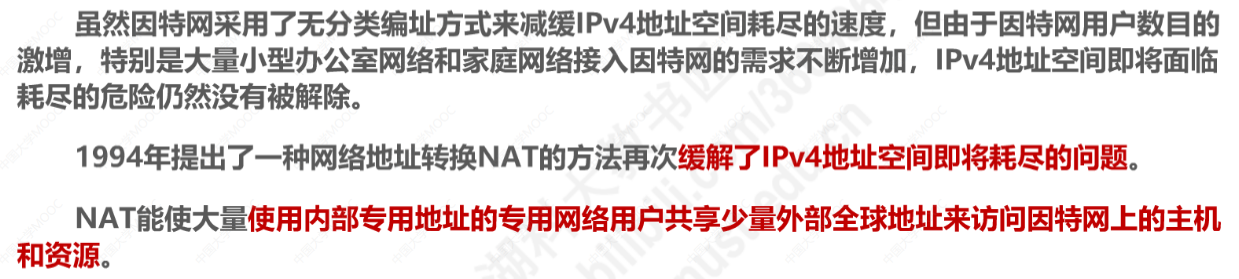 虽然因特网采用了无分类编址方式来减缓IPv4地址空间耗尽的速度，但由于因特网用户数目的
激增，特别是大量小型办公室网络和家庭网络接入因特网的需求不断增加，IPv4地址空间即将面临
耗尽的危险仍然没有被解除。
1994年提出了一种网络地址转换NAT的方法再次缓解了IPv4地址空间即将耗尽的问题。
NAT能使大量使用内部专用地址的专用网络用户共享少量外部全球地址来访问因特网上的主机
和资源。